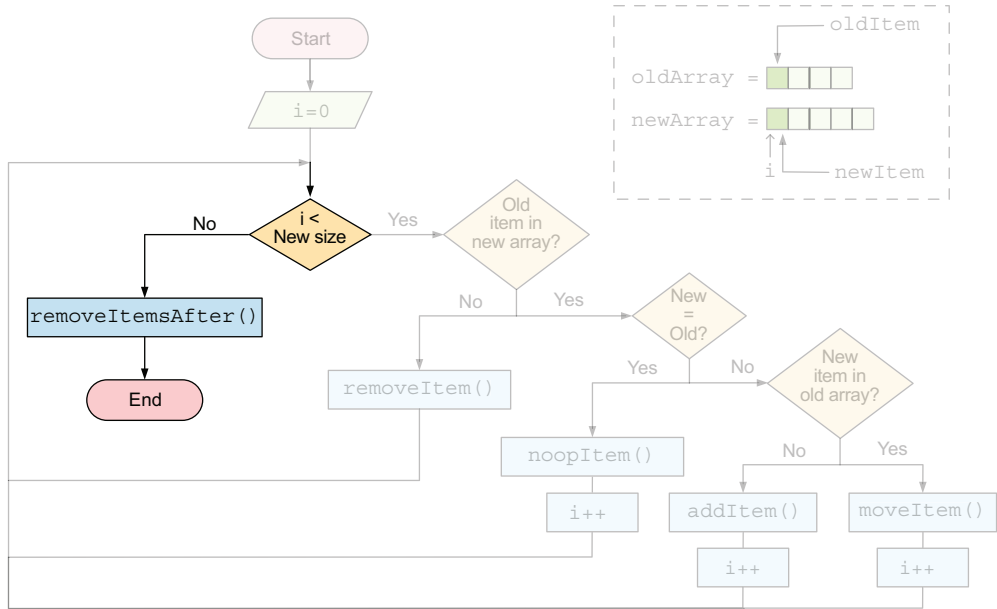 Start
i=0
i <
New size
No
Yes
removeItemsAfter()
End
Old
item in
new array?
No
Yes
removeItem()
New
=
Old?
Yes
No
noopItem()
i++
New
item in
old array?
No
Yes
addItem()
i++
moveItem()
i++
oldItem
oldArray =
newArray =
i
newItem